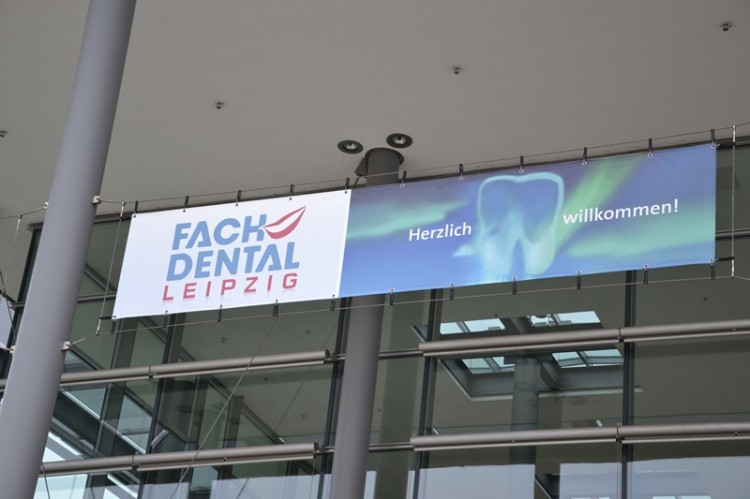 FACH
DENTAL
LEIPZIG
Herzlich willkommen!